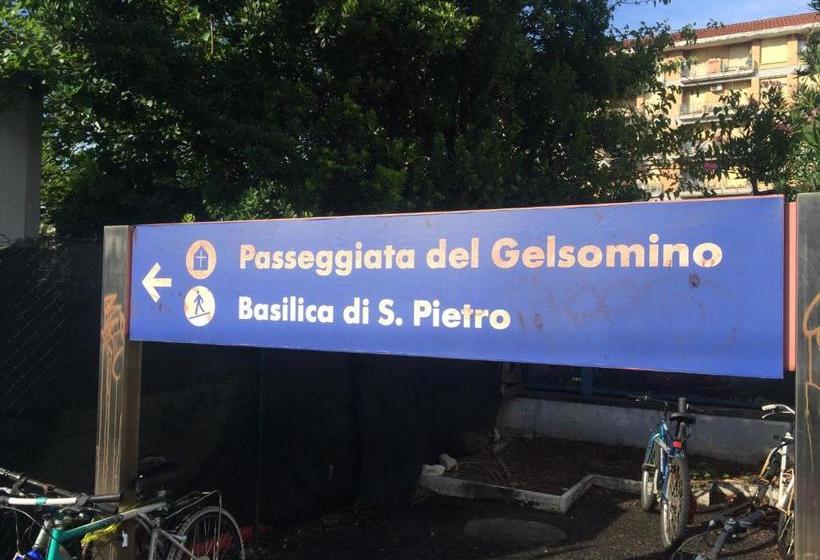 Passeggiata del Gelsomino
Basilica di S. Pietro